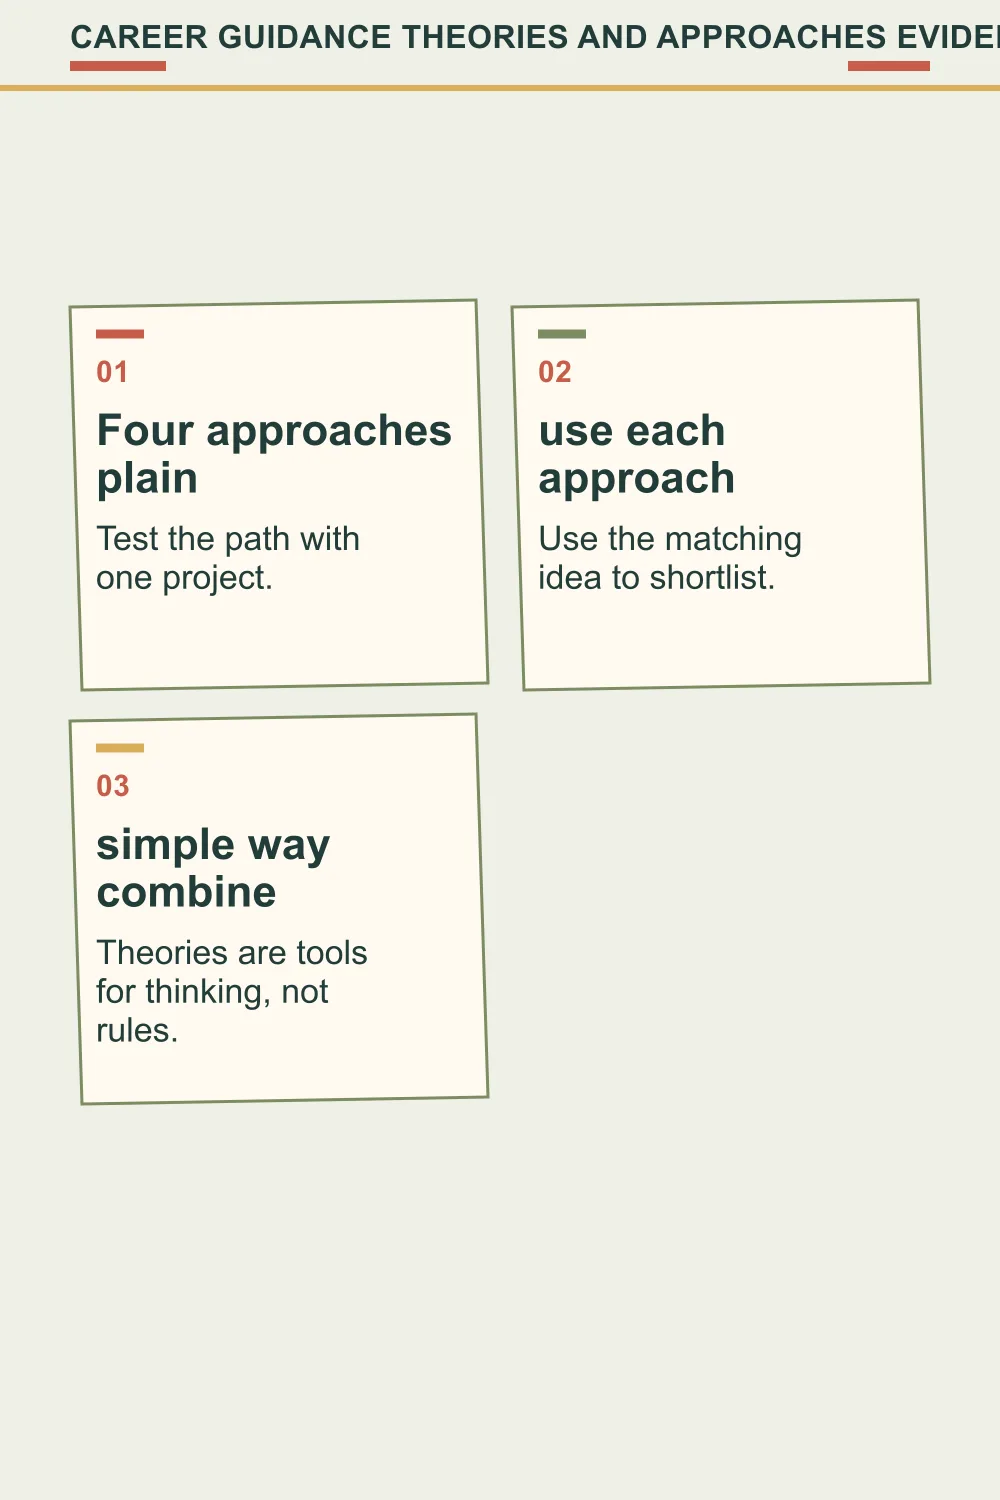 CAREER GUIDANCE THEORIES AND APPROACHES
01
Four approaches
plain
Test the path with
one project.
02
use each
approach
Use the matching
idea to shortlist.
03
simple way
combine
Theories are tools
for thinking, not
rules.